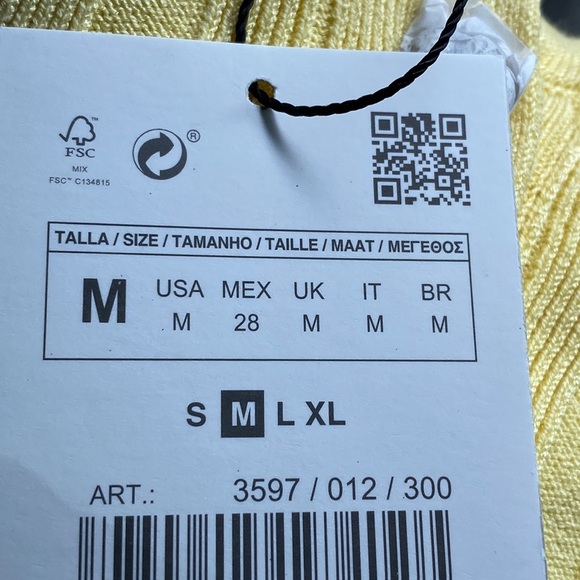 FSC
MIX
FSC™ C134815
®
TALLA / SIZE / TAMANHO / TAILLE / MAAT / ΜΕΓΕΘΟΣ
M
USA MEX UK IT BR
M 28 M M M
S M L XL
ART.: 3597 / 012 / 300